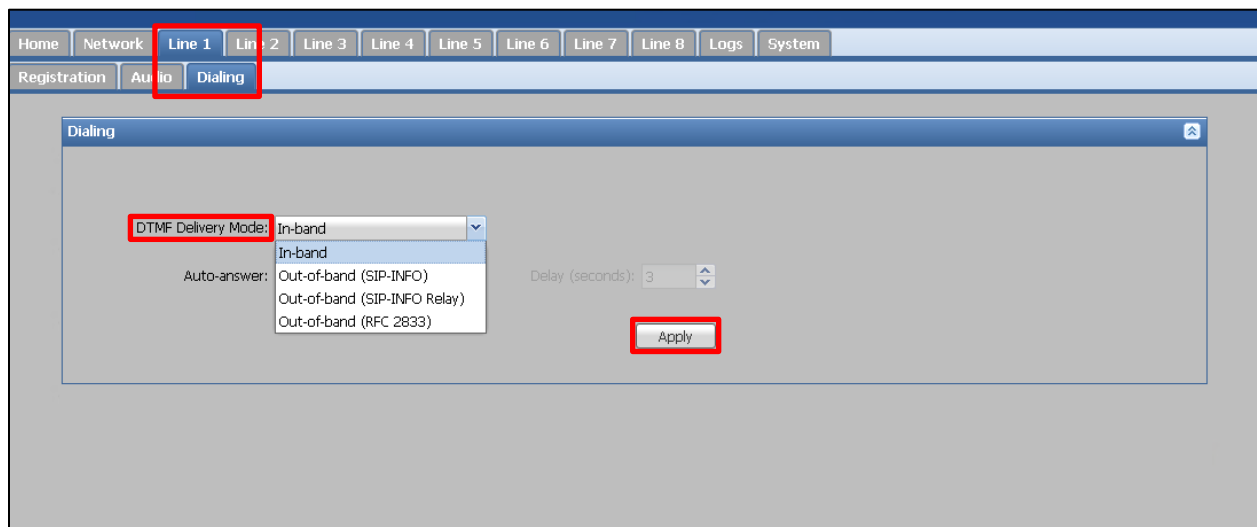 Home Network Line 1 Line 2 Line 3 Line 4 Line 5 Line 6 Line 7 Line 8 Logs System
Registration Audio Dialing
Dialing
DTMF Delivery Mode: In-band
In-band
Auto-answer: Out-of-band (SIP-INFO) Delay (seconds): 3
Out-of-band (SIP-INFO Relay)
Out-of-band (RFC 2833)
Apply